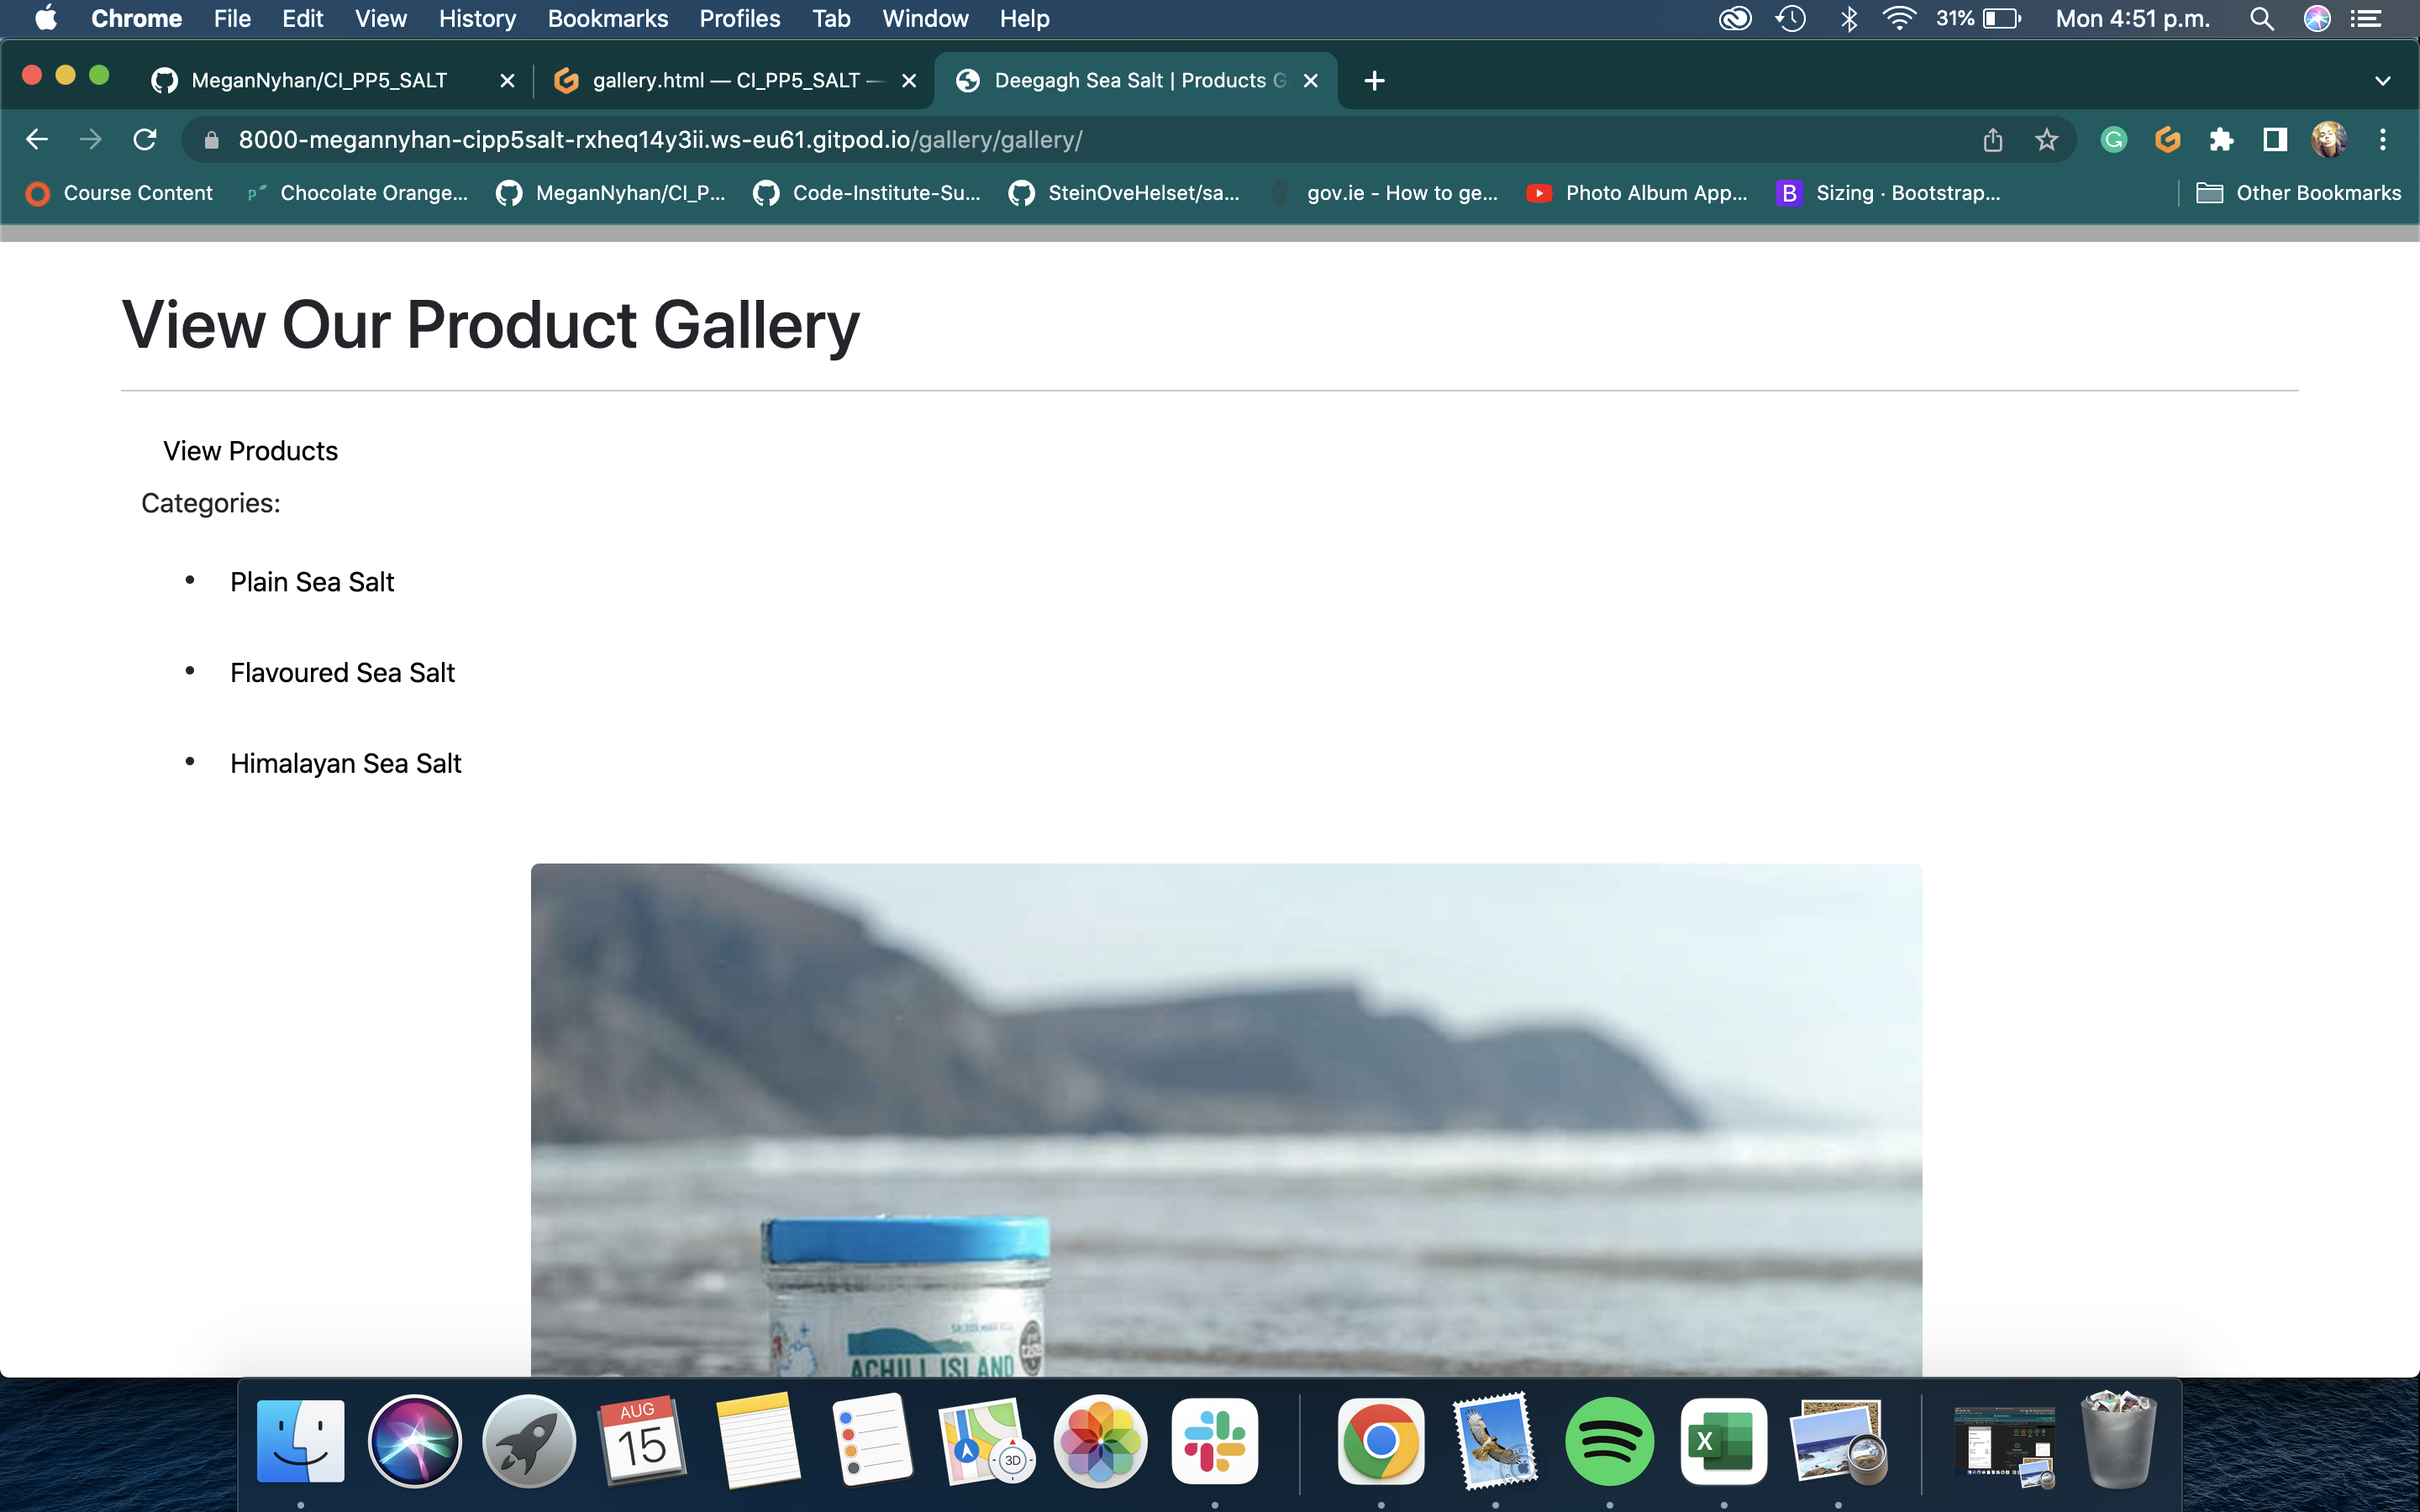 Chrome File Edit View History Bookmarks Profiles Tab Window Help 31% Mon 4:51 p.m.
MeganNyhan/CI_PP5_SALT gallery.html — CI_PP5_SALT — Deegagh Sea Salt | Products G
8000-megannyhan-cipp5salt-rxheq14y3ii.ws-eu61.gitpod.io/gallery/gallery/
Course Content Chocolate Orange... MeganNyhan/CI_P... Code-Institute-Su... SteinOveHelset/sa... gov.ie - How to ge... Photo Album App... B Sizing · Bootstrap... Other Bookmarks
View Our Product Gallery
View Products
Categories:
• Plain Sea Salt
• Flavoured Sea Salt
• Himalayan Sea Salt
ACHILL ISLAND
AUG
15
3D
X